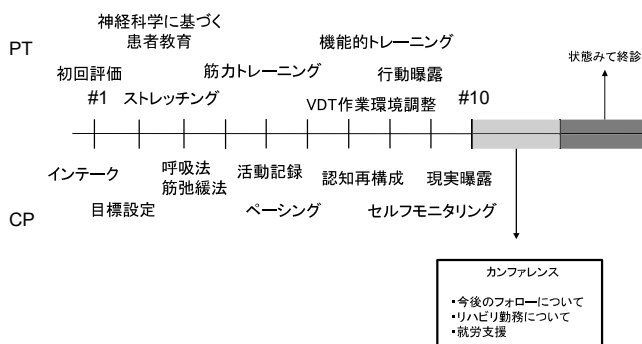 神経科学に基づく
患者教育
機能的トレーニング
PT
状態みて終診
初回評価
筋力トレーニング
行動曝露
#1
ストレッチング
VDT作業環境調整
#10
インテーク
呼吸法
筋弛緩法
活動記録
認知再構成
現実曝露
目標設定
ペーシング
セルフモニタリング
CP
カンファレンス
・今後のフォローについて
・リハビリ勤務について
・就労支援